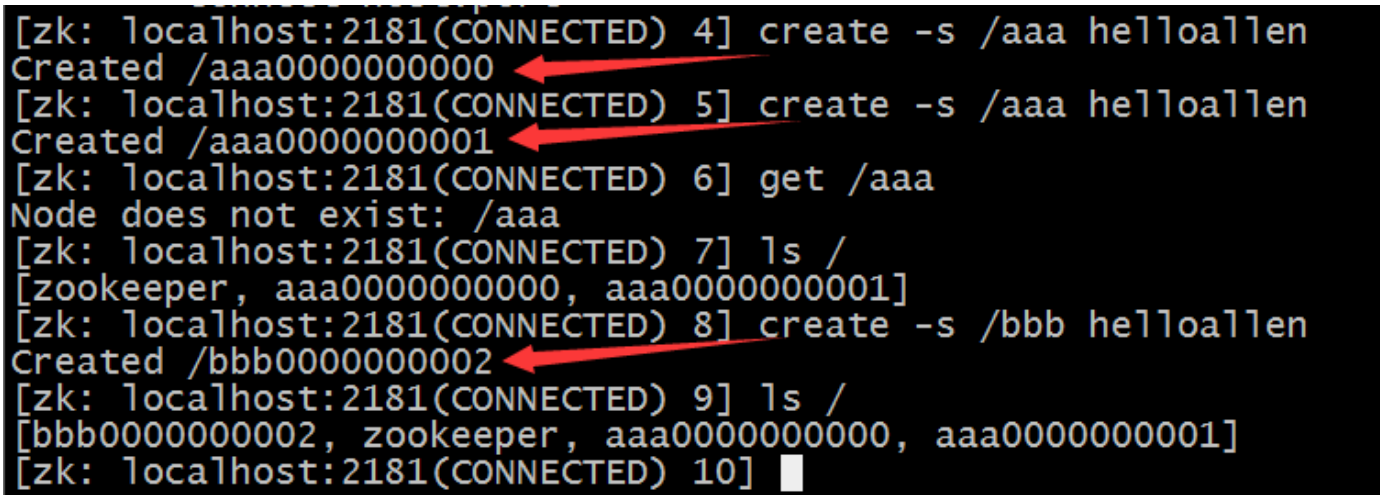 [zk: localhost:2181(CONNECTED) 4] create -s /aaa helloallen
Created /aaa0000000000
[zk: localhost:2181(CONNECTED) 5] create -s /aaa helloallen
Created /aaa0000000001
[zk: localhost:2181(CONNECTED) 6] get /aaa
Node does not exist: /aaa
[zk: localhost:2181(CONNECTED) 7] ls /
[zookeeper, aaa0000000000, aaa0000000001]
[zk: localhost:2181(CONNECTED) 8] create -s /bbb helloallen
Created /bbb0000000002
[zk: localhost:2181(CONNECTED) 9] ls /
[bbb0000000002, zookeeper, aaa0000000000, aaa0000000001]
[zk: localhost:2181(CONNECTED) 10]